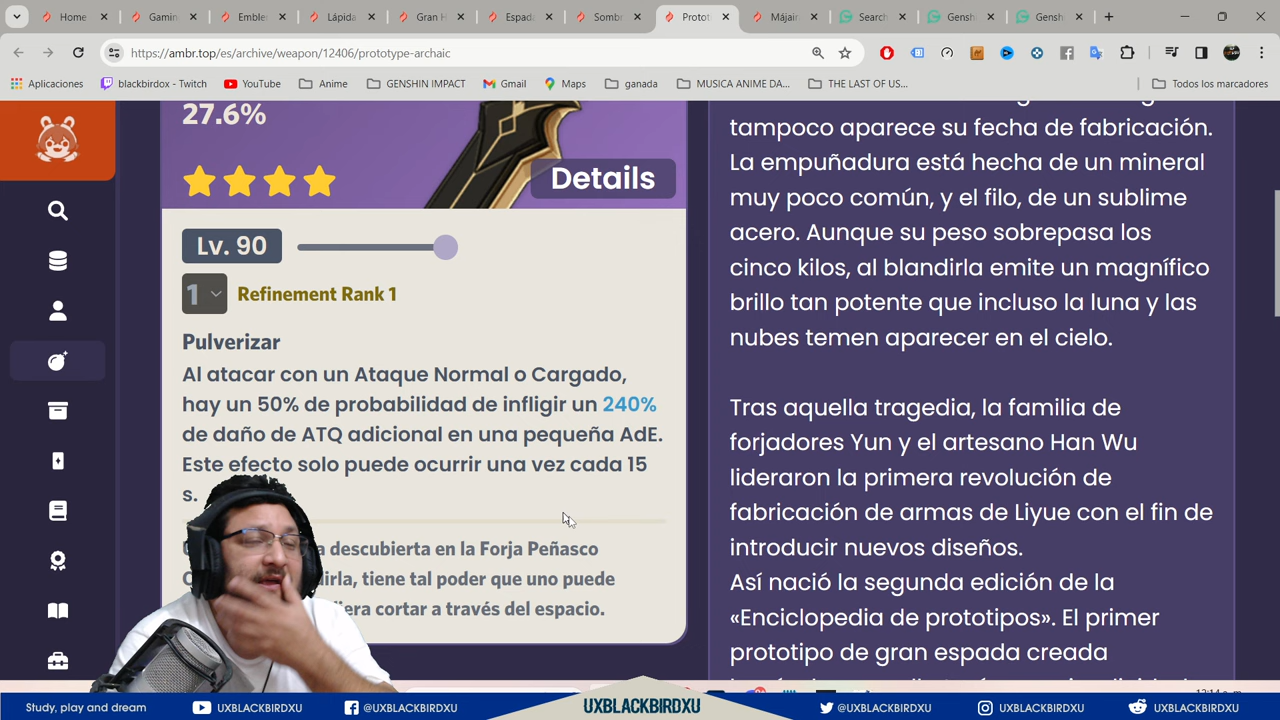 Home
Gamin
Emble
Lápida
Gran H
Espad
Sombr
Protot
Májair
Search
Gensh
Gensh
https://ambr.top/es/archive/weapon/12406/prototype-archaic
Aplicaciones
blackbirdox - Twitch
YouTube
Anime
GENSHIN IMPACT
Gmail
Maps
ganada
MUSICA ANIME DA...
THE LAST OF US...
Todos los marcadores
27.6%
Details
Lv. 90
1
Refinement Rank 1
Pulverizar
Al atacar con un Ataque Normal o Cargado,
hay un 50% de probabilidad de infligir un 240%
de daño de ATQ adicional en una pequeña AdE.
Este efecto solo puede ocurrir una vez cada 15
s.
descubierta en la Forja Peñasco
tiene tal poder que uno puede
cortar a través del espacio.
tampoco aparece su fecha de fabricación.
La empuñadura está hecha de un mineral
muy poco común, y el filo, de un sublime
acero. Aunque su peso sobrepasa los
cinco kilos, al blandirla emite un magnífico
brillo tan potente que incluso la luna y las
nubes temen aparecer en el cielo.
Tras aquella tragedia, la familia de
forjadores Yun y el artesano Han Wu
lideraron la primera revolución de
fabricación de armas de Liyue con el fin de
introducir nuevos diseños.
Así nació la segunda edición de la
«Enciclopedia de prototipos». El primer
prototipo de gran espada creada
Study, play and dream
UXBLACKBIRDXU
@UXBLACKBIRDXU
UXBLACKBIRDXU
@UXBLACKBIRDXU
UXBLACKBIRDXU
@UXBLACKBIRDXU